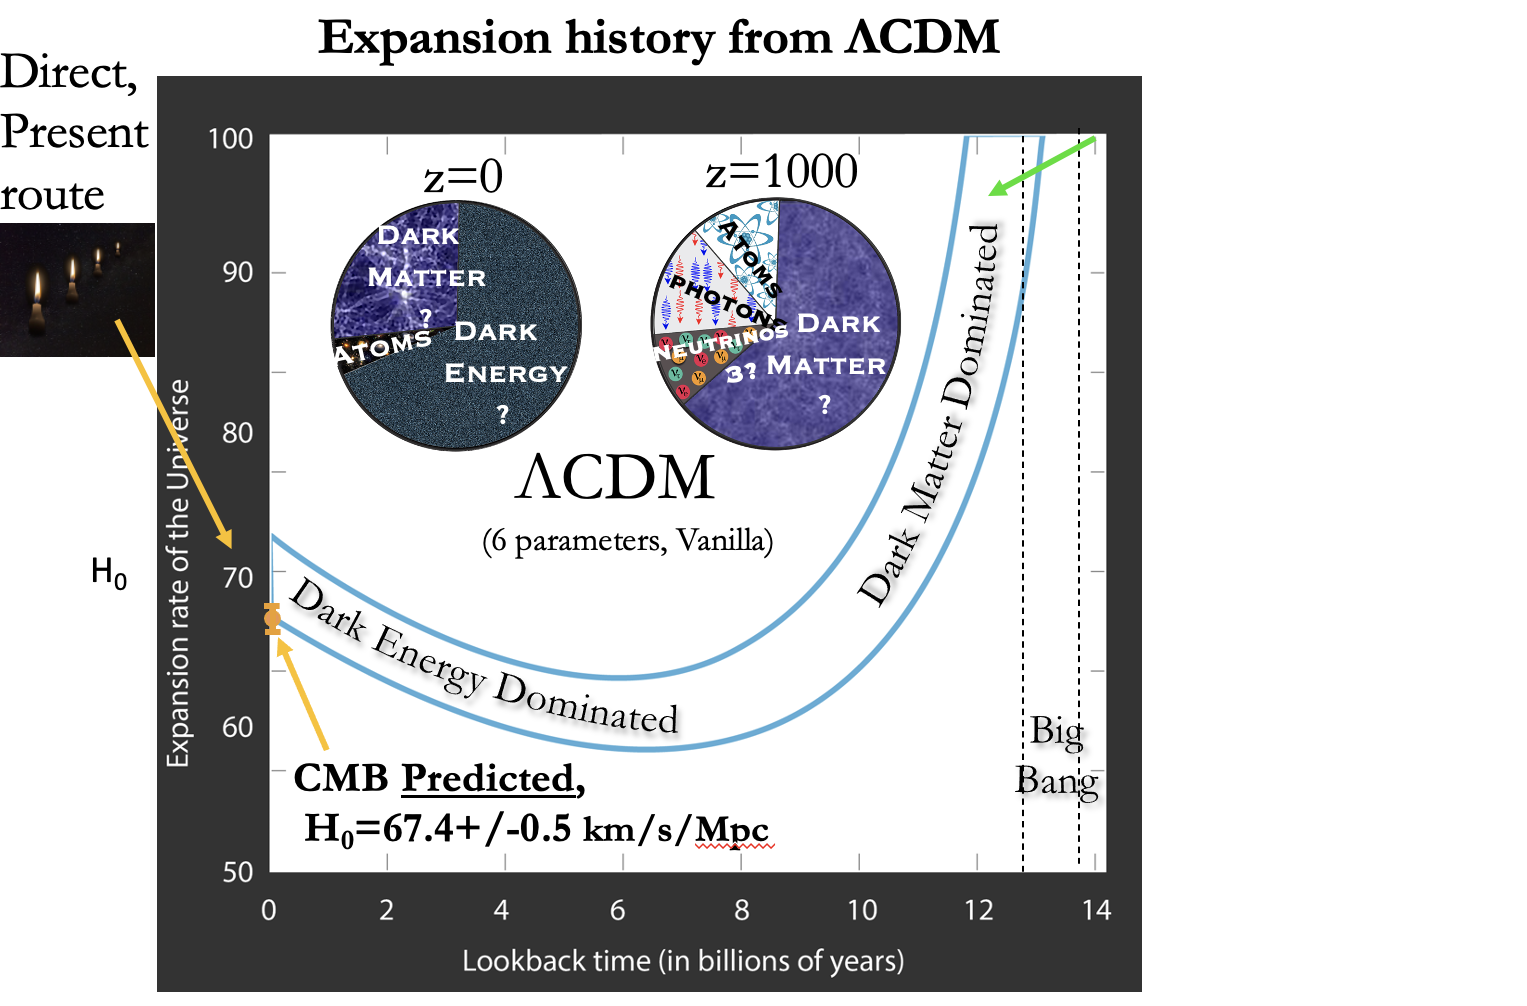 Expansion history from ΛCDM
Direct,
Present
route
100
90
80
70
60
50
Expansion rate of the Universe
H₀
z=0
DARK
MATTER
?
ATOMS
DARK
ENERGY
?
z=1000
ATOMS
PHOTONS
NEUTRINOS
3?
DARK
MATTER
?
ΛCDM
(6 parameters, Vanilla)
Dark Energy Dominated
Dark Matter Dominated
Big
Bang
CMB Predicted,
H₀=67.4+/-0.5 km/s/Mpc
0 2 4 6 8 10 12 14
Lookback time (in billions of years)